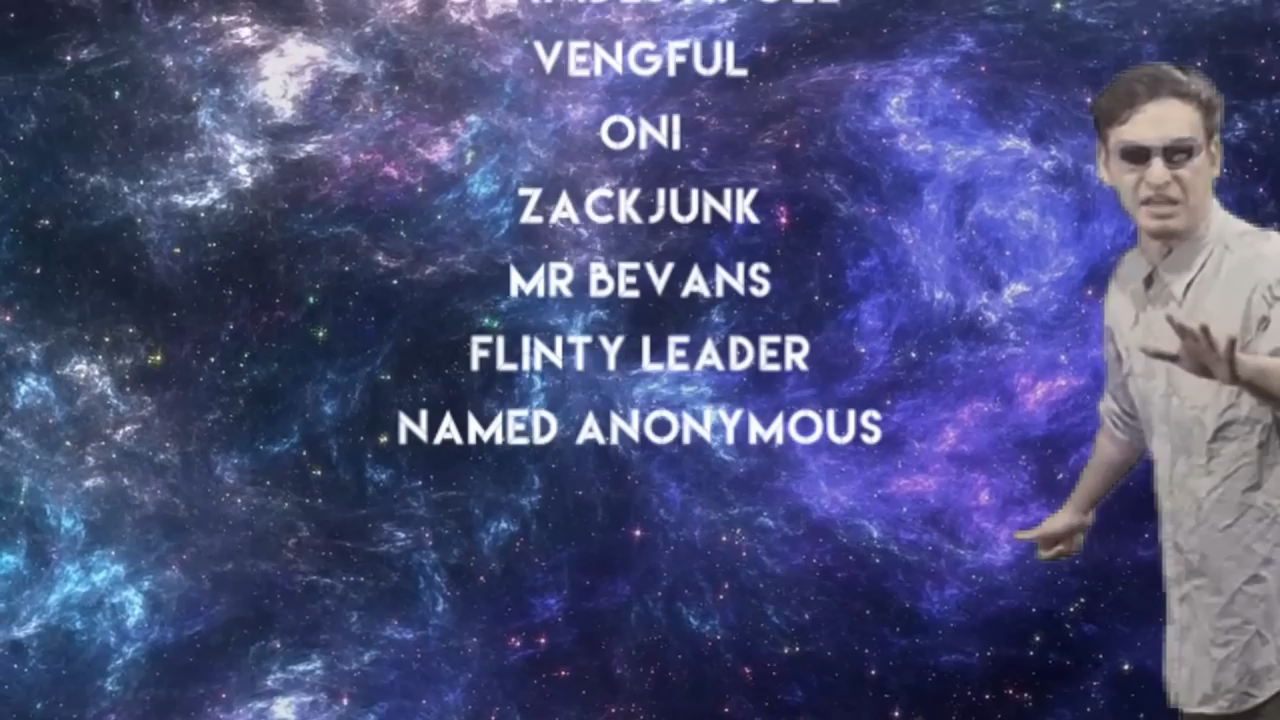 VENGFUL
ONI
ZACKJUNK
MR BEVANS
FLINTY LEADER
NAMED ANONYMOUS